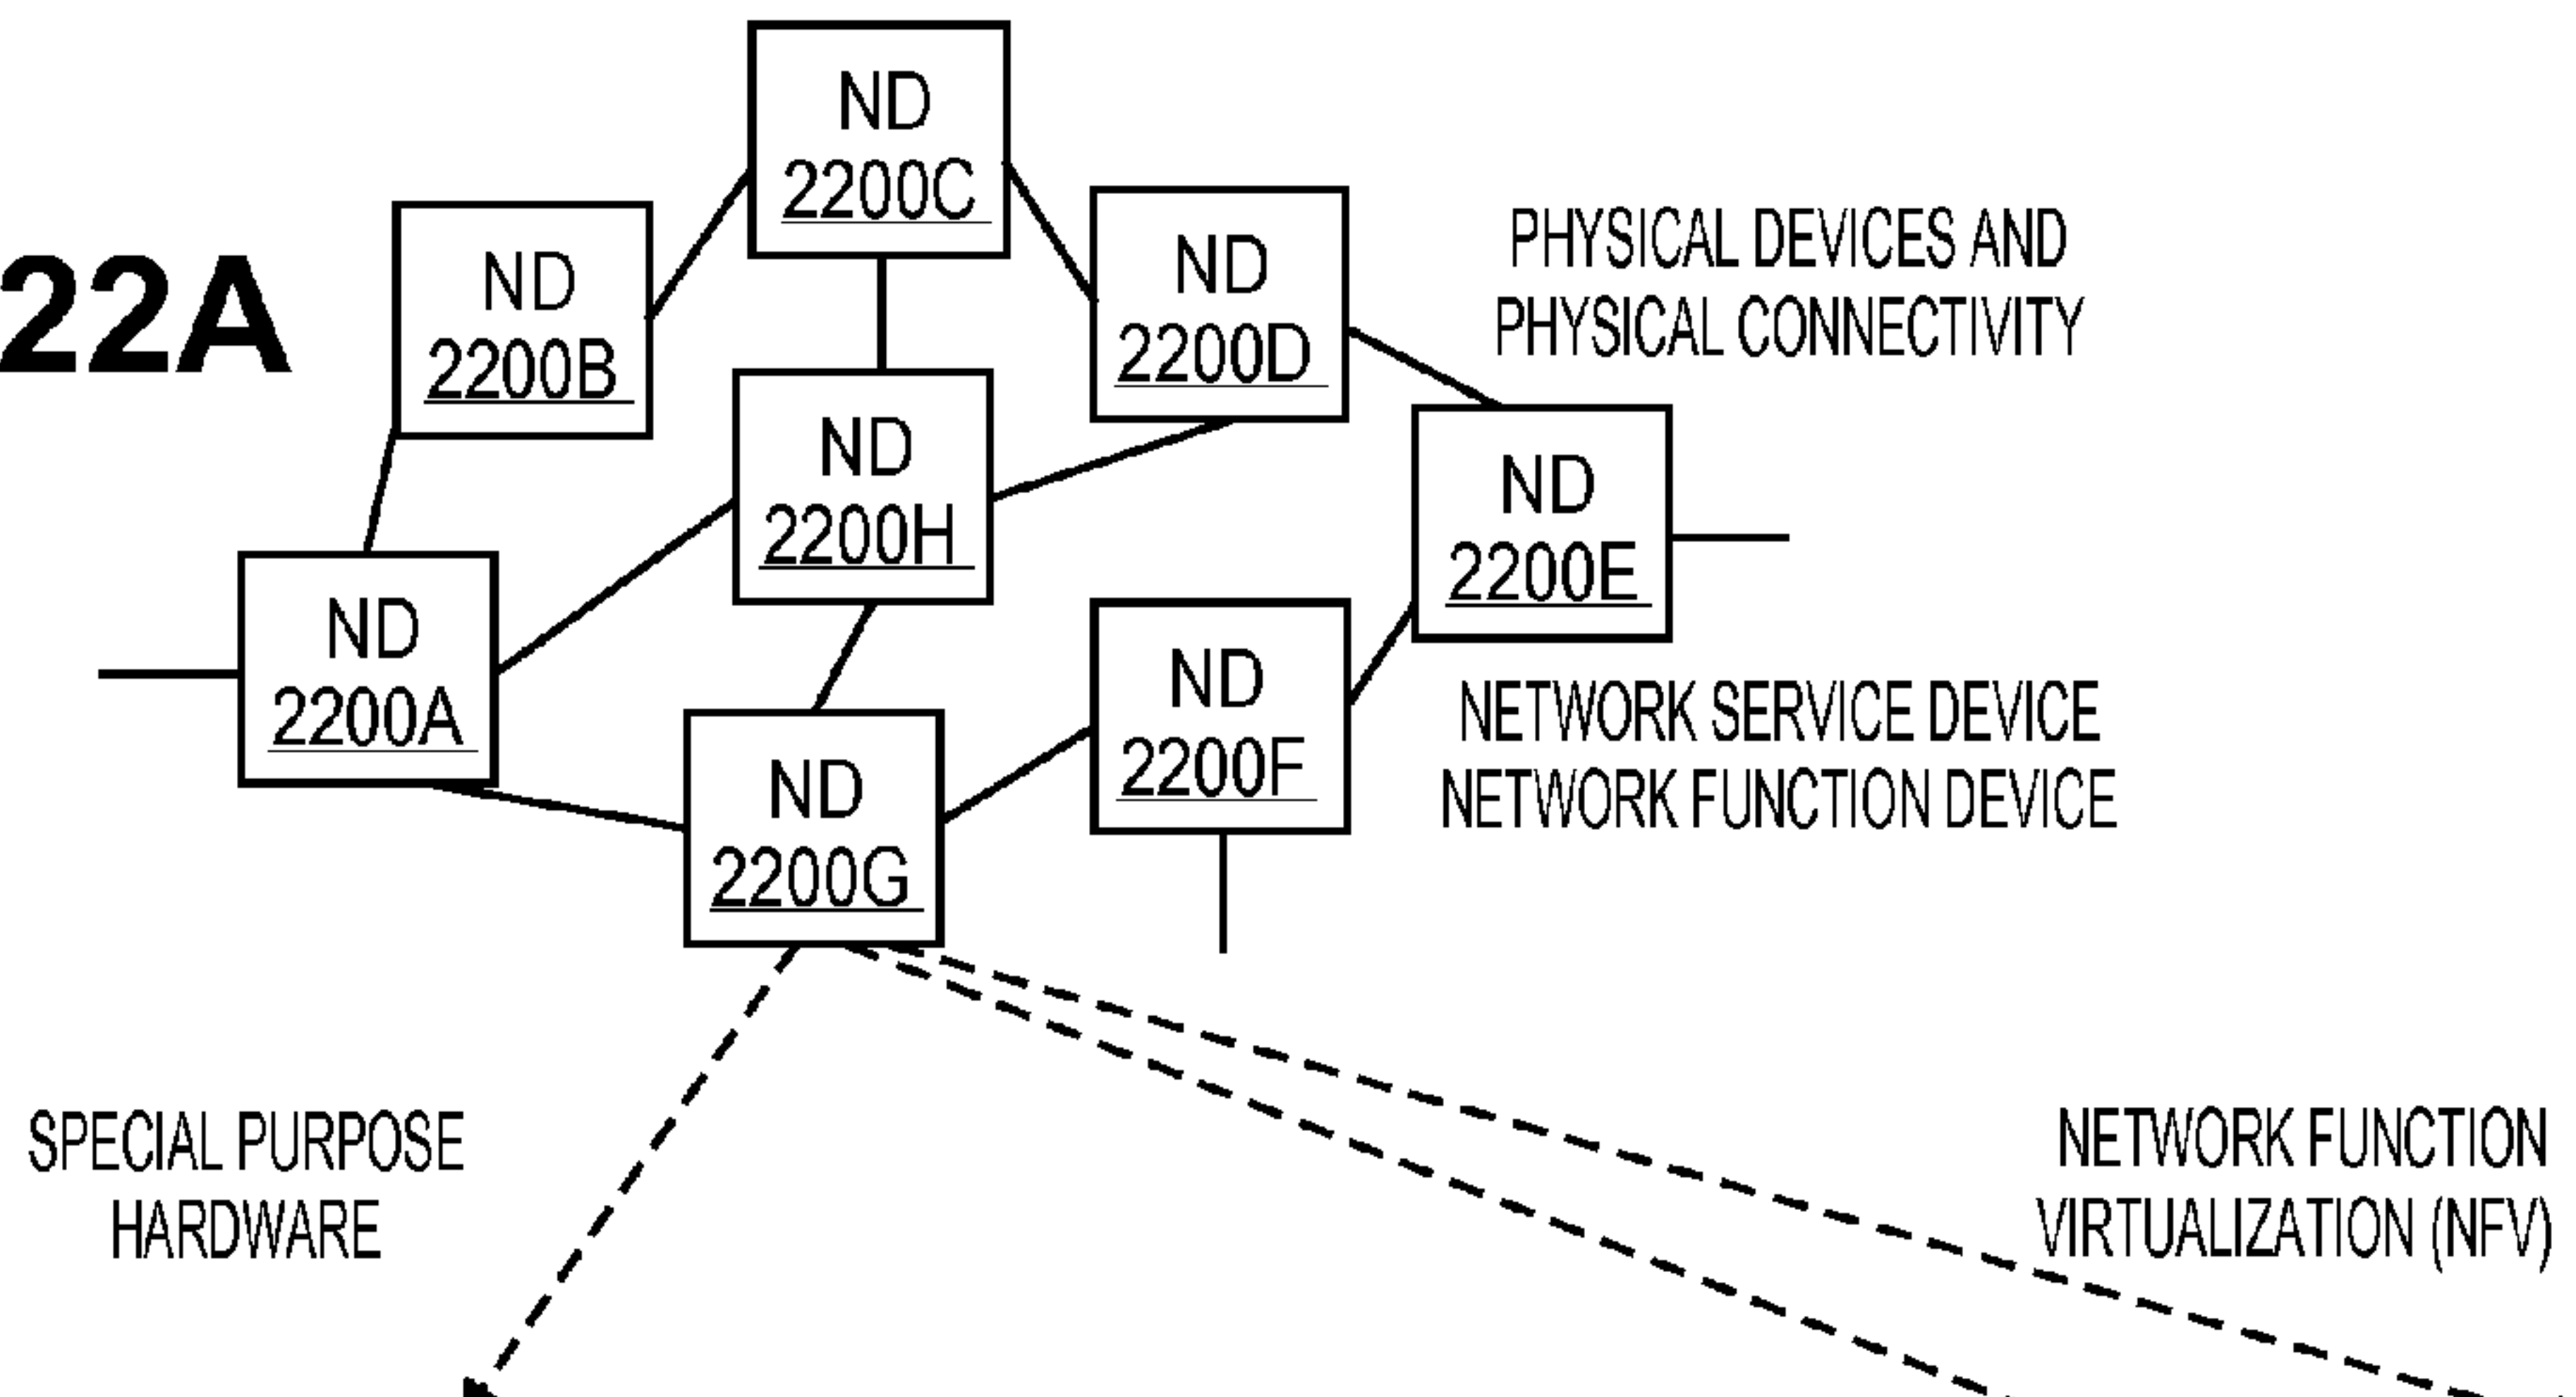 22A
ND
2200C
ND
2200B
ND
2200D
PHYSICAL DEVICES AND
PHYSICAL CONNECTIVITY
ND
2200H
ND
2200E
ND
2200A
ND
2200F
NETWORK SERVICE DEVICE
NETWORK FUNCTION DEVICE
ND
2200G
SPECIAL PURPOSE
HARDWARE
NETWORK FUNCTION
VIRTUALIZATION (NFV)